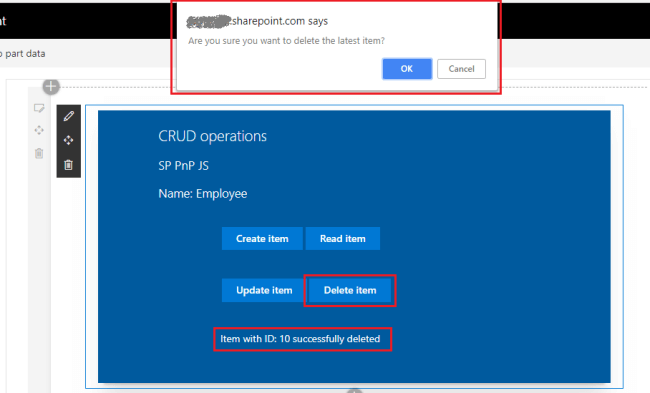 .sharepoint.com says
Are you sure you want to delete the latest item?
OK
Cancel
part data
CRUD operations
SP PnP JS
Name: Employee
Create item
Read item
Update item
Delete item
Item with ID: 10 successfully deleted